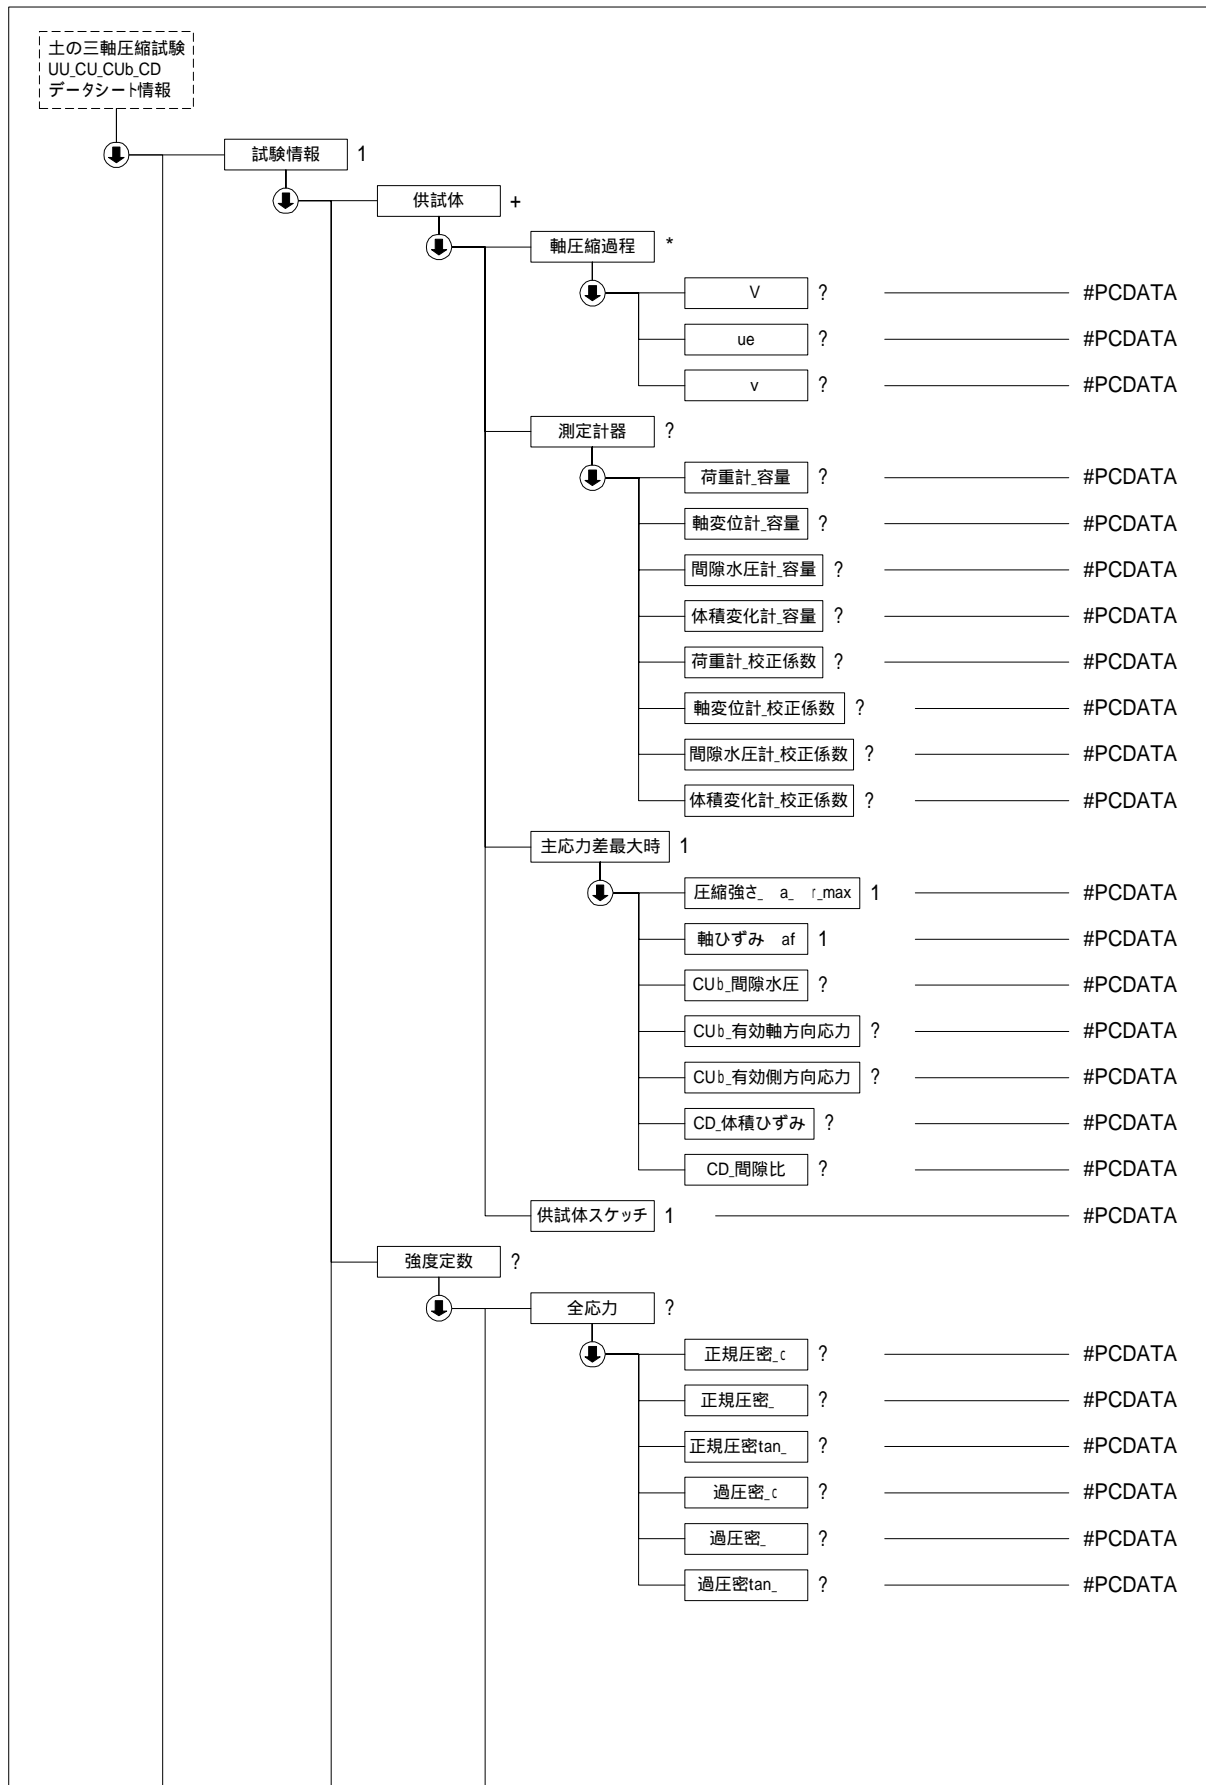 土の三軸圧縮試験
UU_CU_CUb_CD
データシート情報
試験情報 1
供試体 +
軸圧縮過程 *
V ? #PCDATA
ue ? #PCDATA
v ? #PCDATA
測定計器 ?
荷重計_容量 ? #PCDATA
軸変位計_容量 ? #PCDATA
間隙水圧計_容量 ? #PCDATA
体積変化計_容量 ? #PCDATA
荷重計_校正係数 ? #PCDATA
軸変位計_校正係数 ? #PCDATA
間隙水圧計_校正係数 ? #PCDATA
体積変化計_校正係数 ? #PCDATA
主応力差最大時 1
圧縮強さ_ a_ r_max 1 #PCDATA
軸ひずみ af 1 #PCDATA
CUb_間隙水圧 ? #PCDATA
CUb_有効軸方向応力 ? #PCDATA
CUb_有効側方向応力 ? #PCDATA
CD_体積ひずみ ? #PCDATA
CD_間隙比 ? #PCDATA
供試体スケッチ 1 #PCDATA
強度定数 ?
全応力 ?
正規圧密_c ? #PCDATA
正規圧密_ ? #PCDATA
正規圧密tan_ ? #PCDATA
過圧密_c ? #PCDATA
過圧密_ ? #PCDATA
過圧密tan_ ? #PCDATA